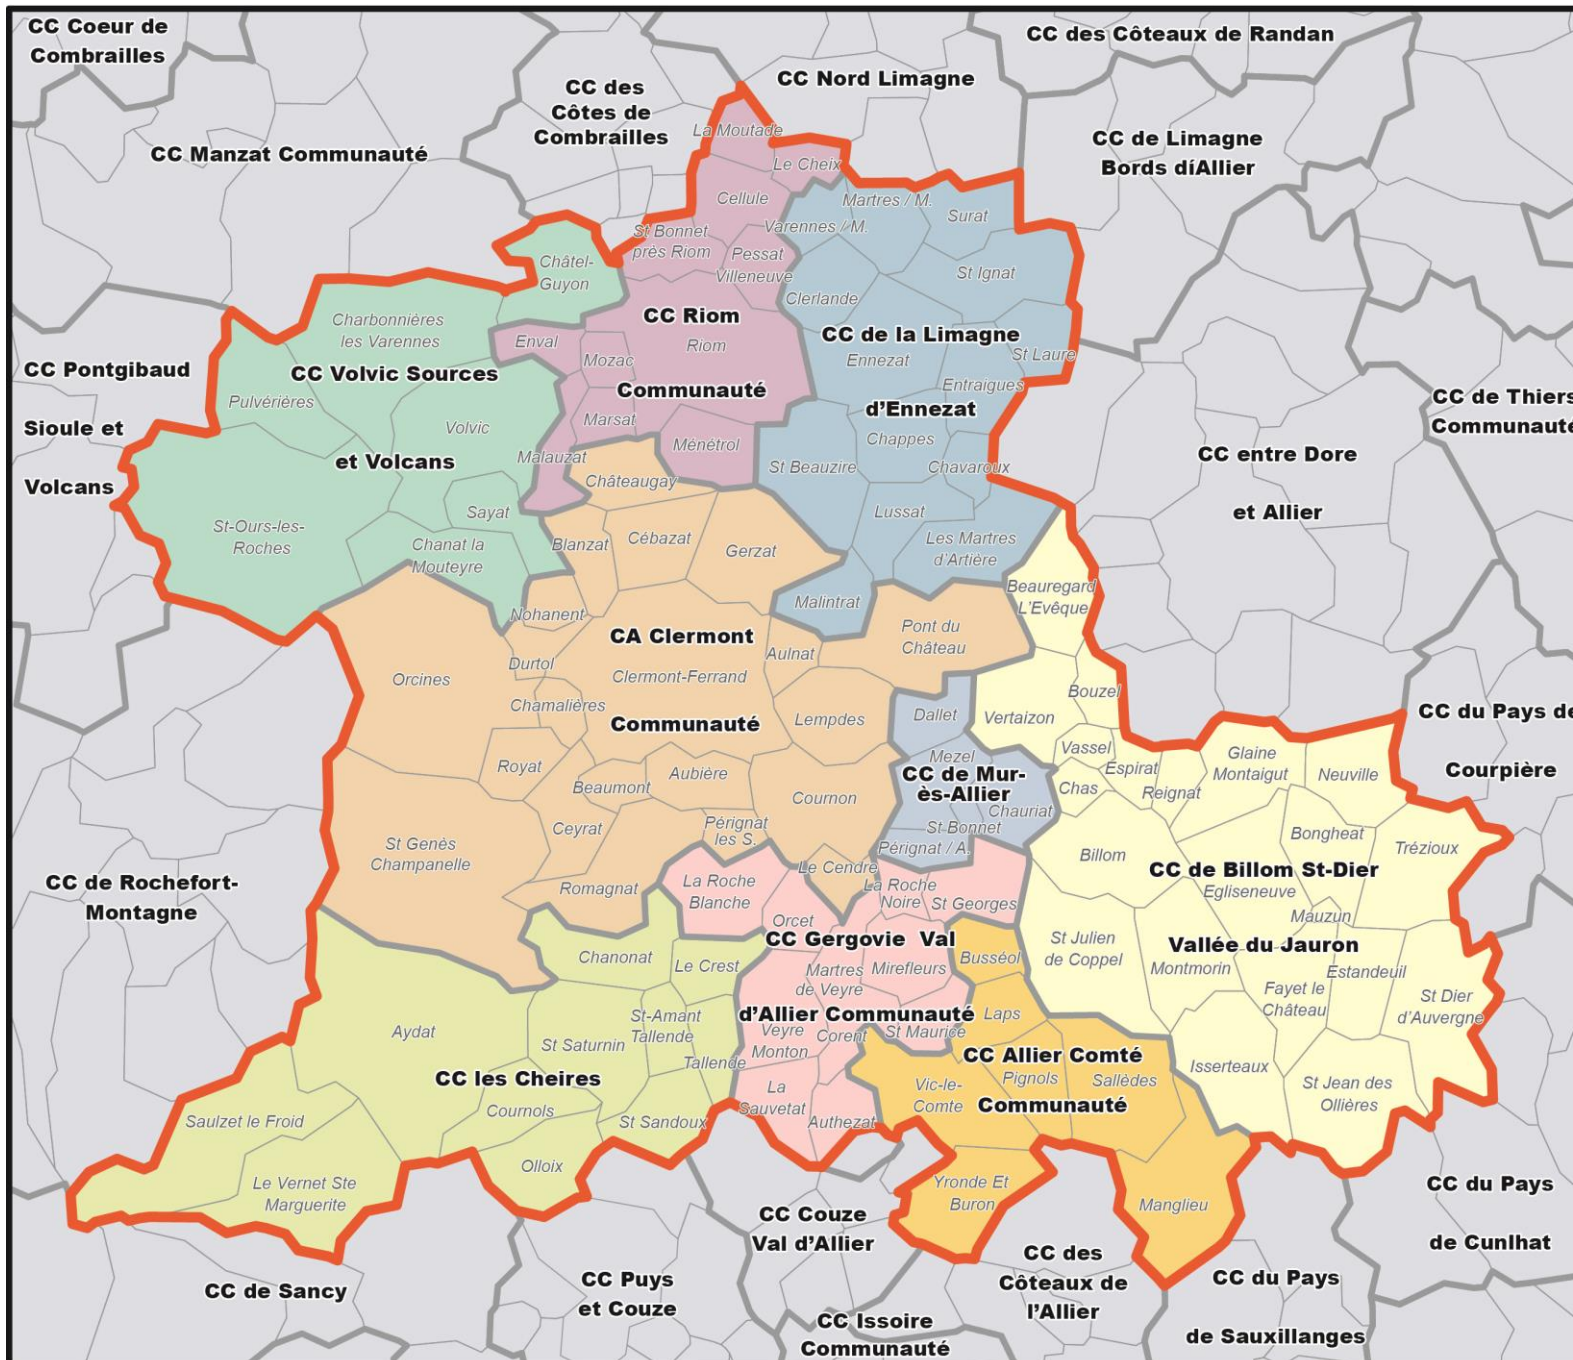 CC Coeur de
Combrailles
CC des Côteaux de Randan
CC Nord Limagne
CC des
Côtes de
Combrailles
CC Manzat Communauté
CC de Limagne
Bords díAllier
La Moutade
Le Cheix
Cellule
Martres / M.
Surat
Varennes / M.
St Bonnet
près Riom
Pessat
Villeneuve
St Ignat
Châtel-
Guyon
Clerlande
CC Riom
Riom
Communauté
CC de la Limagne
Ennezat
d'Ennezat
St Laure
Entraigues
Charbonnières
les Varennes
Enval
Mozac
CC Pontgibaud
Sioule et
Volcans
CC Volvic Sources
et Volcans
Pulvérières
Volvic
Marsat
Ménétrol
Malauzat
Chappes
CC de Thiers
Communauté
CC entre Dore
et Allier
St Beauzire
Chavaroux
Châteaugay
Sayat
Lussat
St-Ours-les-
Roches
Chanat la
Mouteyre
Blanzat
Cébazat
Gerzat
Les Martres
d'Artière
Beauregard
L'Evêque
Malintrat
Nohanent
CA Clermont
Clermont-Ferrand
Communauté
Aulnat
Pont du
Château
Durtol
Orcines
Chamalières
Bouzel
Dallet
Vertaizon
Lempdes
CC du Pays de
Courpière
Vassel
Mezel
Glaine
Montaigut
Neuville
Espirat
Royat
Aubière
CC de Mur-
ès-Allier
Chas
Reignat
Beaumont
Cournon
Chauriat
St Bonnet
Ceyrat
Pérignat
les S.
Pérignat / A.
Bongheat
Trézioux
St Genès
Champanelle
Billom
CC de Billom St-Dier
Vallée du Jauron
Le Cendre
CC de Rochefort-
Montagne
Romagnat
La Roche
Blanche
La Roche
Noire
St Georges
Egliseneuve
Mauzun
Orcet
CC Gergovie Val
d'Allier Communauté
St Julien
de Coppel
Montmorin
Chanonat
Le Crest
Busséol
Martres
de Veyre
Mirefleurs
Estandeuil
Fayet le
Château
St Dier
d'Auvergne
Aydat
St-Amant
Tallende
St Saturnin
Laps
Veyre
Monton
Corent
St Maurice
Tallende
CC Allier Comté
Communauté
Isserteaux
CC les Cheires
Pignols
Sallèdes
Vic-le-
Comte
La
Sauvetat
St Jean des
Ollières
Cournols
Saulzet le Froid
St Sandoux
Authezat
Olloix
Le Vernet Ste
Marguerite
Yronde Et
Buron
Manglieu
CC du Pays
de Cunlhat
CC Couze
Val d'Allier
CC des
Côteaux de
l'Allier
CC de Sancy
CC Puys
et Couze
CC du Pays
de Sauxillanges
CC Issoire
Communauté